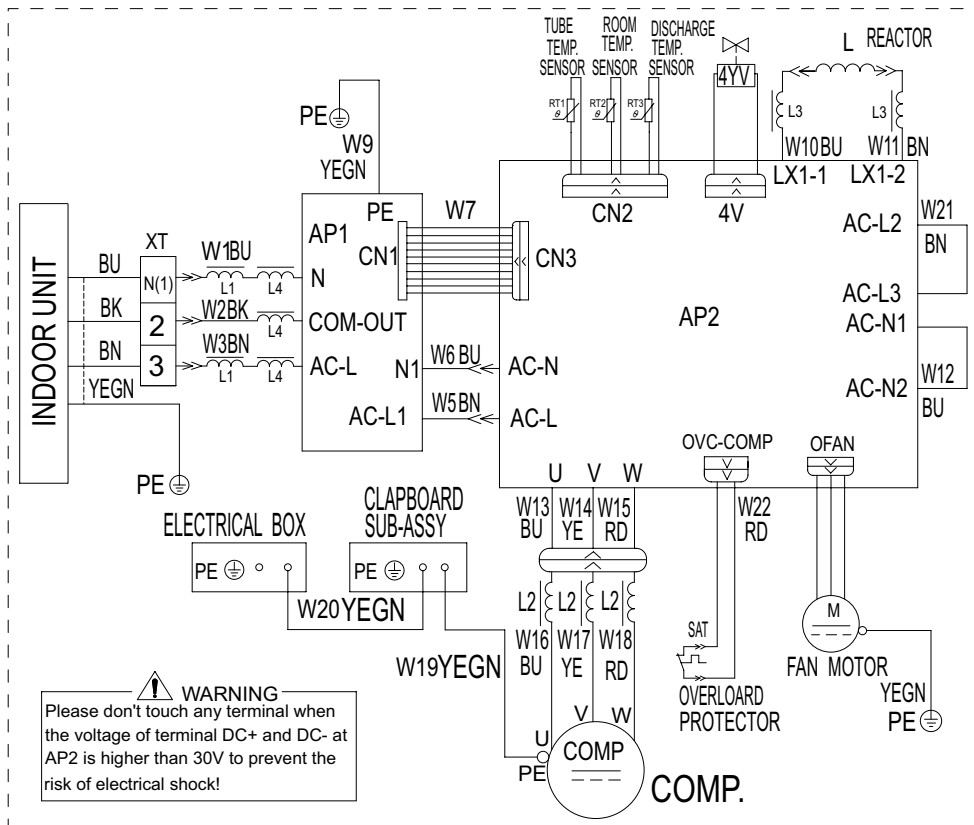 TUBE
TEMP.
SENSOR
ROOM
TEMP.
SENSOR
DISCHARGE
TEMP.
SENSOR
RT1
θ
RT2
θ
RT3
θ
4YV
L REACTOR
L3
L3
W10BU
W11 BN
LX1-1
LX1-2
PE
W9
YEGN
CN2
4V
INDOOR UNIT
XT
BU
N(1)
W1BU
L1
L4
BK
2
W2BK
L4
BN
3
W3BN
L1
L4
YEGN
PE
PE
AP1
CN1
N
COM-OUT
AC-L
N1
AC-L1
W7
CN3
W6 BU
AC-N
W5BN
AC-L
AP2
AC-L2
W21
BN
AC-L3
AC-N1
AC-N2
W12
BU
OVC-COMP
OFAN
U V W
W13
BU
W14
YE
W15
RD
W22
RD
ELECTRICAL BOX
PE
CLAPBOARD
SUB-ASSY
PE
W20YEGN
W19YEGN
L2
L2
L2
W16
BU
W17
YE
W18
RD
SAT
OVERLOARD
PROTECTOR
M
FAN MOTOR
YEGN
PE
U
V
W
PE
COMP
COMP.
WARNING
Please don't touch any terminal when
the voltage of terminal DC+ and DC- at
AP2 is higher than 30V to prevent the
risk of electrical shock!